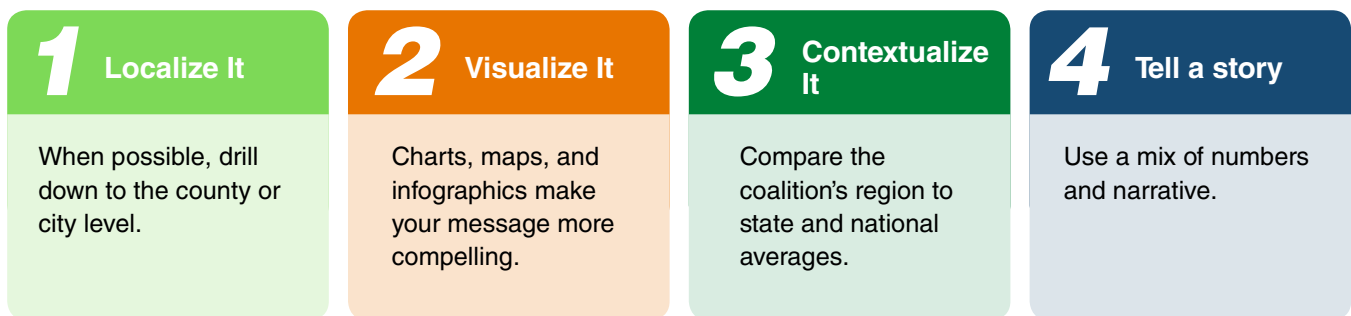 1 Localize It
When possible, drill
down to the county or
city level.
2 Visualize It
Charts, maps, and
infographics make
your message more
compelling.
3 Contextualize
It
Compare the
coalition’s region to
state and national
averages.
4 Tell a story
Use a mix of numbers
and narrative.